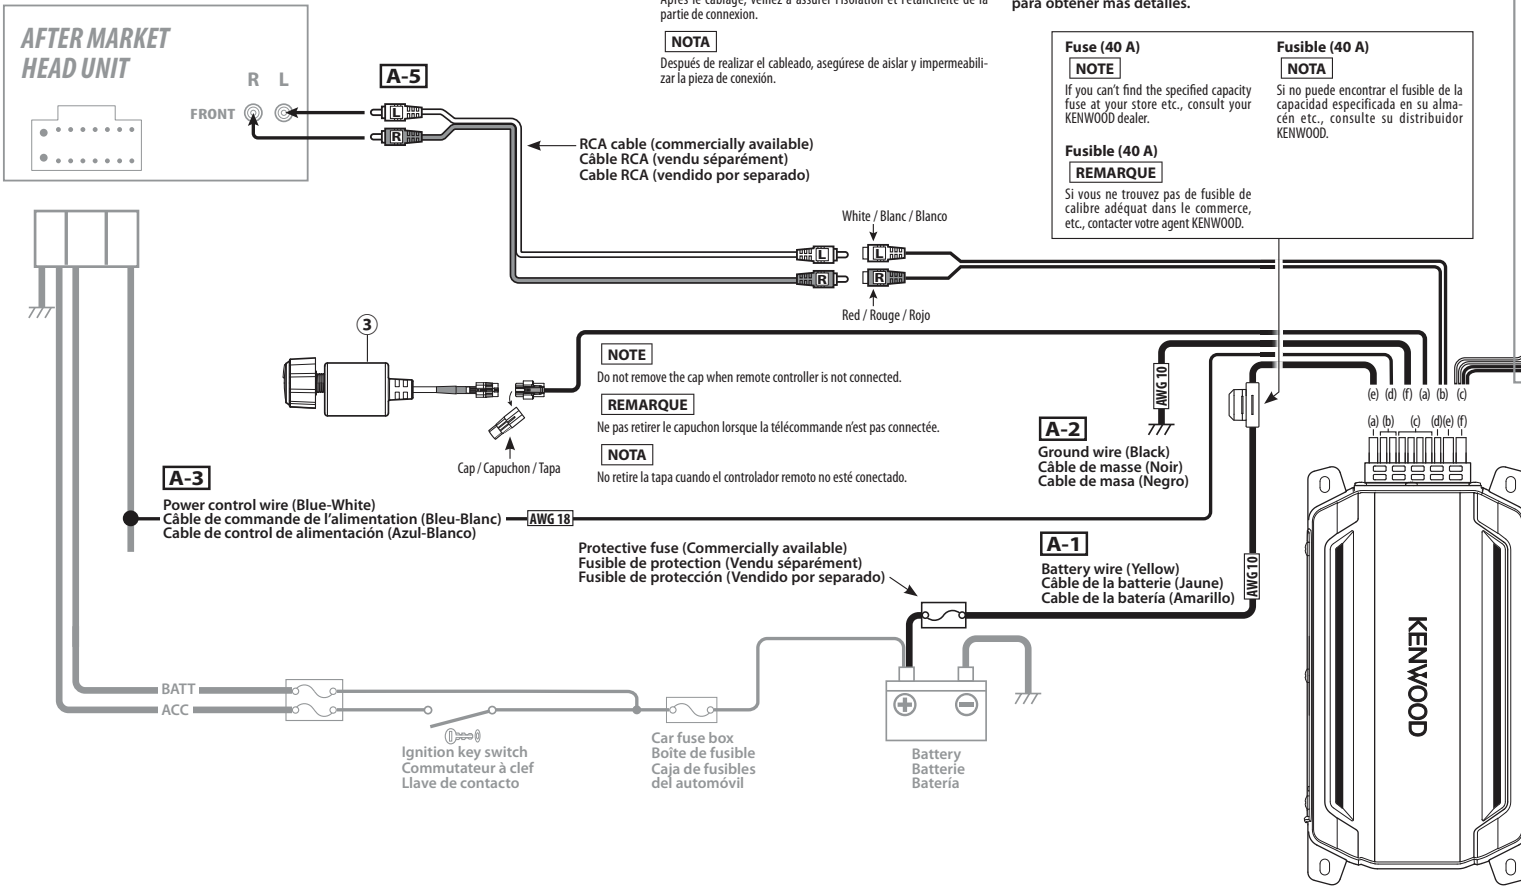 Après le câblage, veillez à assurer l'isolation et l'étanchéité de la
partie de connexion.
NOTA
Después de realizar el cableado, asegúrese de aislar y impermeabili-
zar la pieza de conexión.
para obtener más detalles.
Fuse (40 A)
NOTE
If you can't find the specified capacity
fuse at your store etc., consult your
KENWOOD dealer.
Fusible (40 A)
REMARQUE
Si vous ne trouvez pas de fusible de
calibre adéquat dans le commerce,
etc., contacter votre agent KENWOOD.
Fusible (40 A)
NOTA
Si no puede encontrar el fusible de la
capacidad especificada en su alma-
cén etc., consulte su distribuidor
KENWOOD.
AFTER MARKET
HEAD UNIT
R L
FRONT
A-5
L
R
RCA cable (commercially available)
Câble RCA (vendu séparément)
Cable RCA (vendido por separado)
White / Blanc / Blanco
L L
R R
Red / Rouge / Rojo
3
NOTE
Do not remove the cap when remote controller is not connected.
REMARQUE
Ne pas retirer le capuchon lorsque la télécommande n'est pas connectée.
NOTA
No retire la tapa cuando el controlador remoto no esté conectado.
Cap / Capuchon / Tapa
AWG 10
(e) (d) (f) (a) (b) (c)
(a) (b) (c) (d)(e) (f)
A-2
Ground wire (Black)
Câble de masse (Noir)
Cable de masa (Negro)
A-3
Power control wire (Blue-White)
Câble de commande de l'alimentation (Bleu-Blanc)
Cable de control de alimentación (Azul-Blanco)
AWG 18
Protective fuse (Commercially available)
Fusible de protection (Vendu séparément)
Fusible de protección (Vendido por separado)
A-1
Battery wire (Yellow)
Câble de la batterie (Jaune)
Cable de la batería (Amarillo)
AWG 10
KENWOOD
BATT
ACC
Ignition key switch
Commutateur à clef
Llave de contacto
Car fuse box
Boîte de fusible
Caja de fusibles
del automóvil
Battery
Batterie
Batería